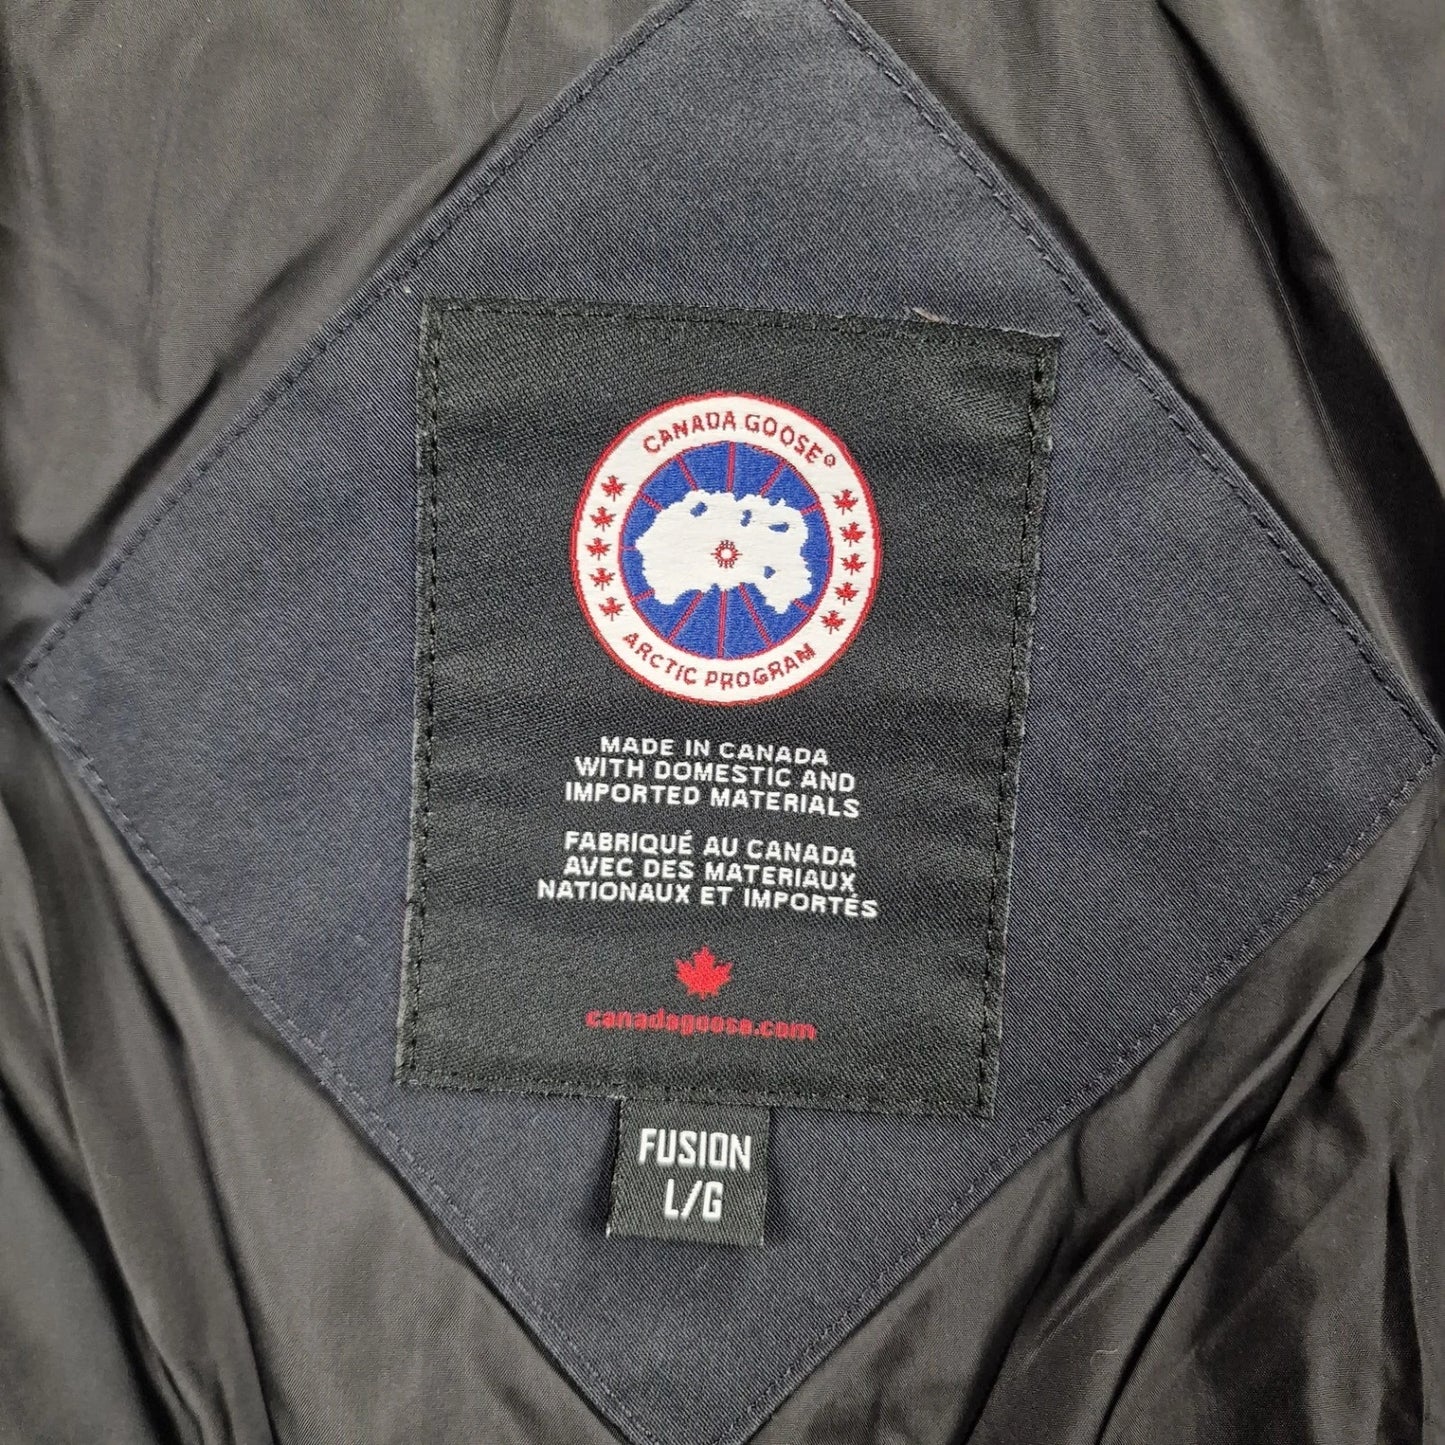 CANADA GOOSE®
ARCTIC PROGRAM
MADE IN CANADA
WITH DOMESTIC AND
IMPORTED MATERIALS
FABRIQUÉ AU CANADA
AVEC DES MATERIAUX
NATIONAUX ET IMPORTÉS
canadagoose.com
FUSION
L/G